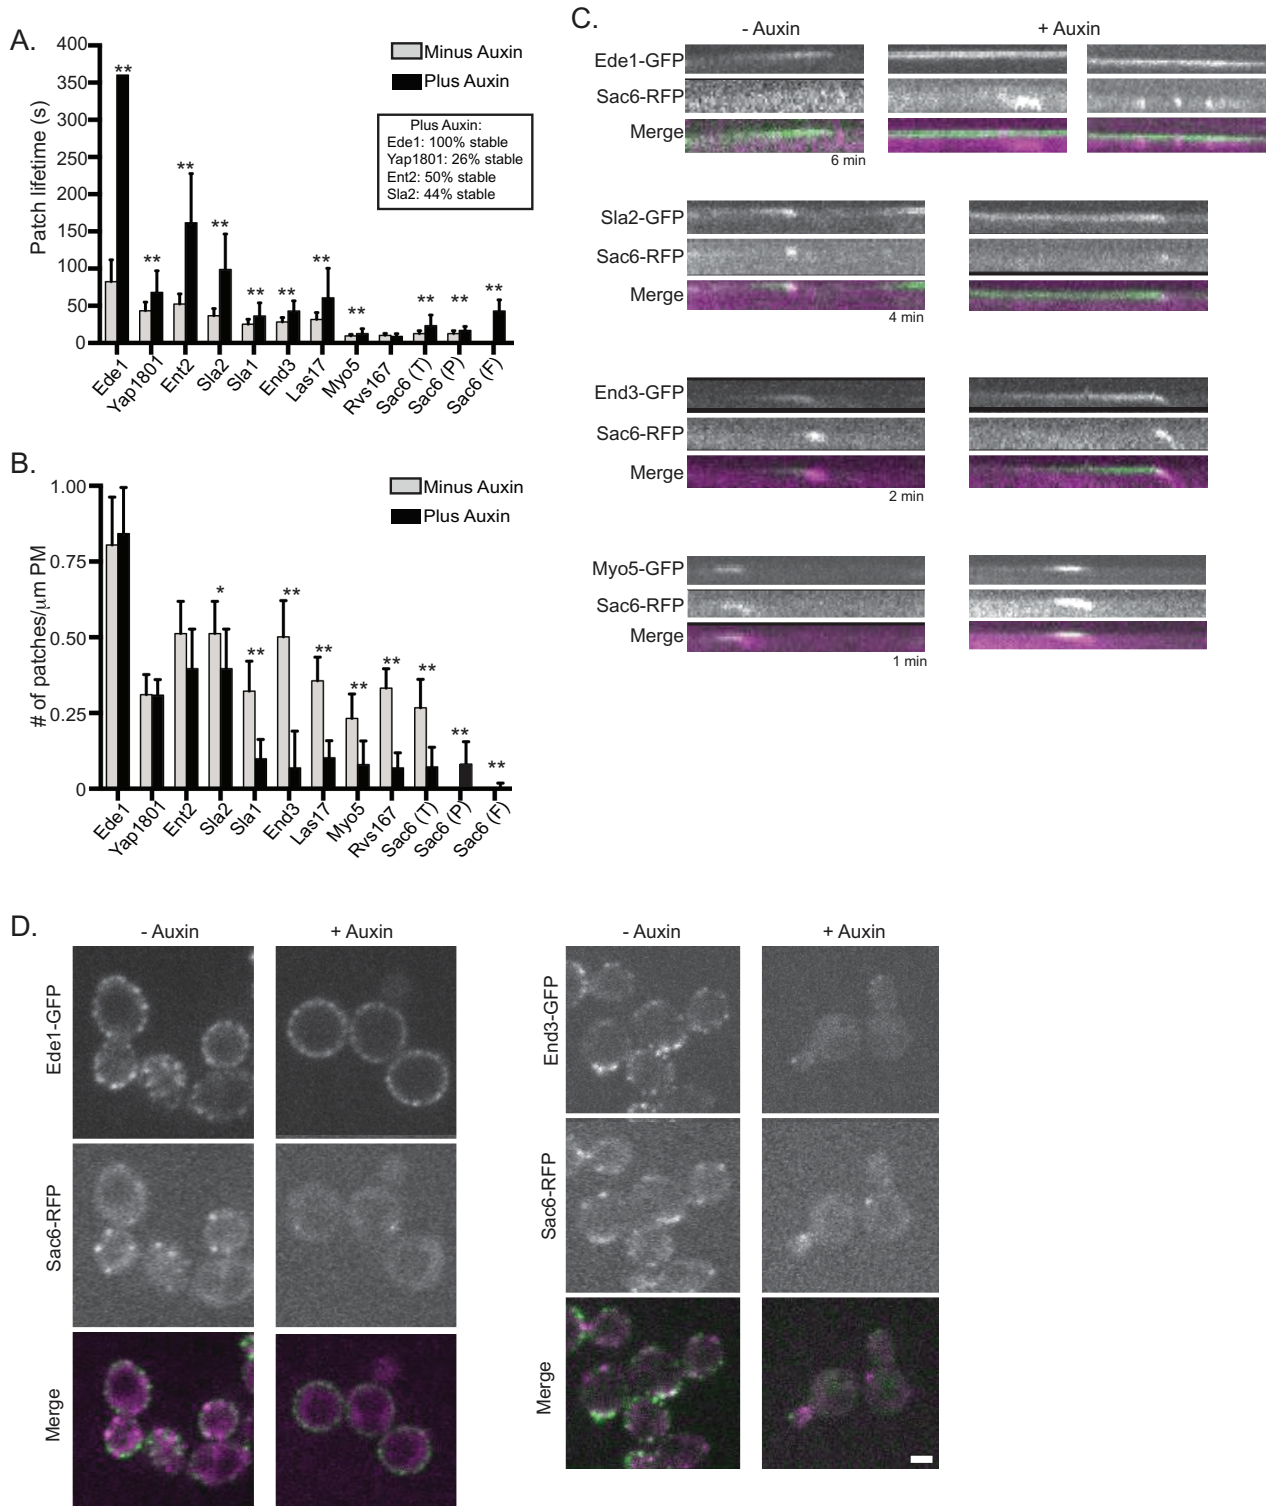 A.
Patch lifetime (s)
400
350
300
250
200
150
100
50
0
Minus Auxin
Plus Auxin
Plus Auxin:
Ede1: 100% stable
Yap1801: 26% stable
Ent2: 50% stable
Sla2: 44% stable
** ** ** ** ** ** ** ** ** ** **
Ede1 Yap1801 Ent2 Sla2 Sla1 End3 Las17 Myo5 Rvs167 Sac6 (T) Sac6 (P) Sac6 (F)
B.
# of patches/μm PM
1.00
0.75
0.50
0.25
0
Minus Auxin
Plus Auxin
* ** ** ** ** ** ** ** **
Ede1 Yap1801 Ent2 Sla2 Sla1 End3 Las17 Myo5 Rvs167 Sac6 (T) Sac6 (P) Sac6 (F)
C.
- Auxin + Auxin
Ede1-GFP
Sac6-RFP
Merge
6 min
Sla2-GFP
Sac6-RFP
Merge
4 min
End3-GFP
Sac6-RFP
Merge
2 min
Myo5-GFP
Sac6-RFP
Merge
1 min
D.
- Auxin + Auxin
Ede1-GFP
Sac6-RFP
Merge
- Auxin + Auxin
End3-GFP
Sac6-RFP
Merge